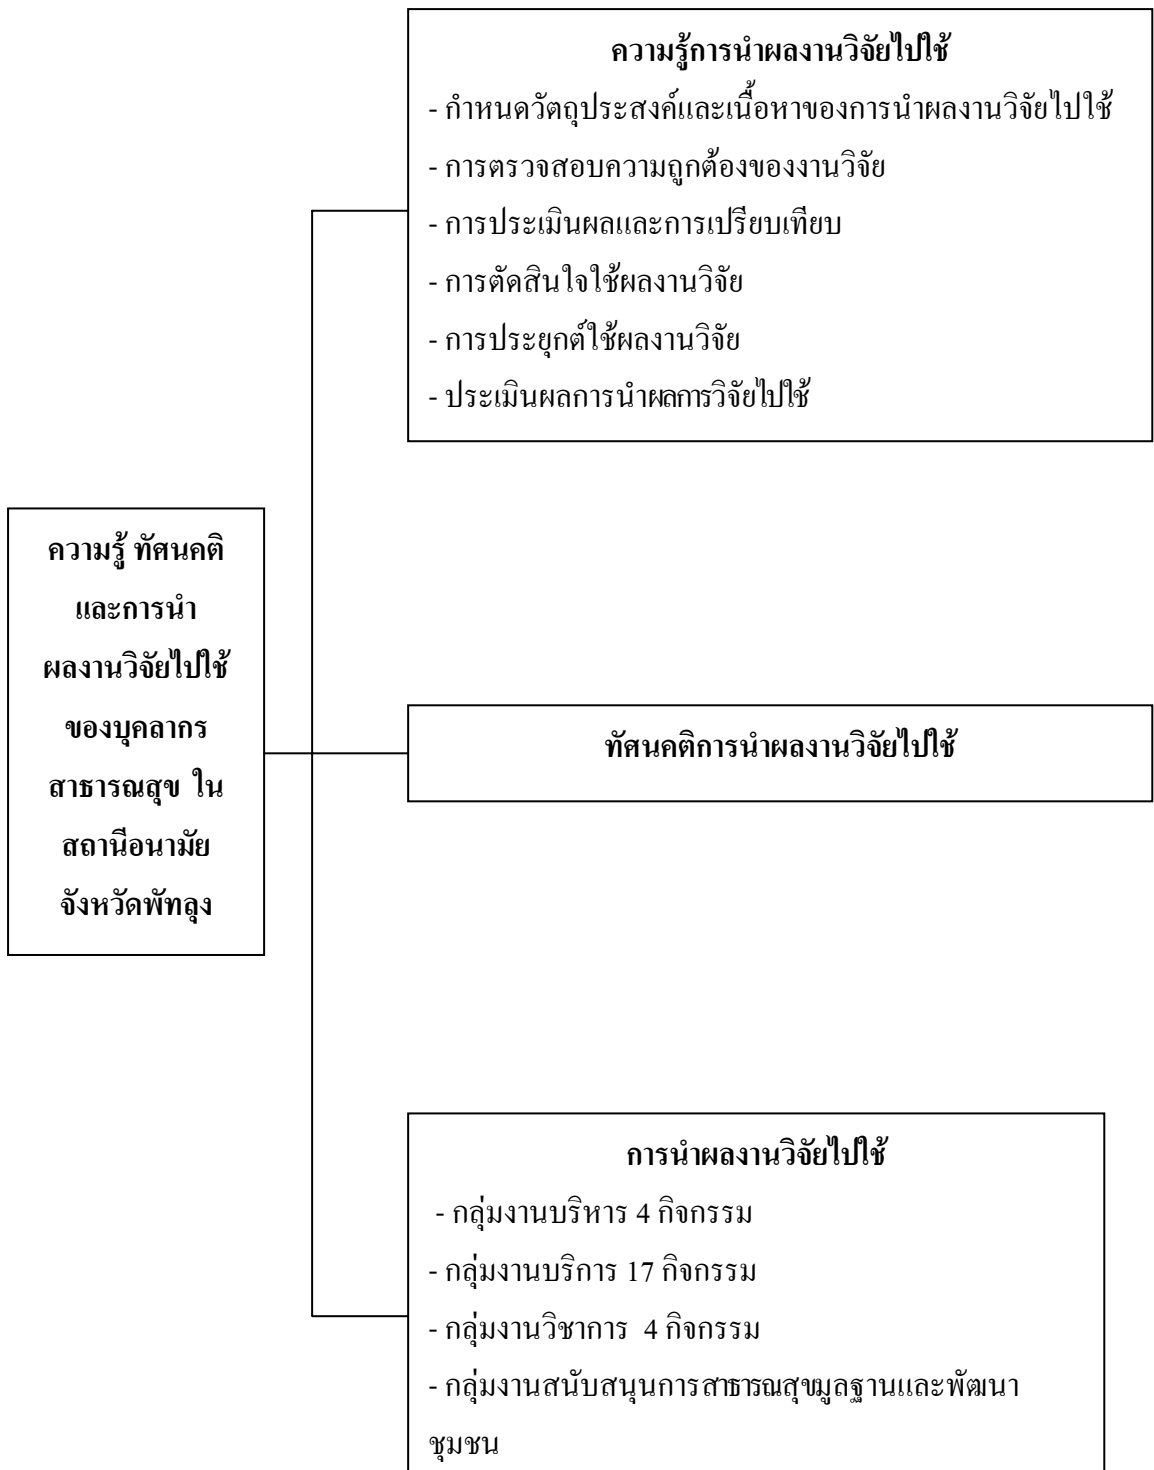 ความรู้การนำผลงานวิจัยไปใช้
- กำหนดวัตถุประสงค์และเนื้อหาของการนำผลงานวิจัยไปใช้
- การตรวจสอบความถูกต้องของงานวิจัย
- การประเมินผลและการเปรียบเทียบ
- การตัดสินใจใช้ผลงานวิจัย
- การประยุกต์ใช้ผลงานวิจัย
- ประเมินผลการนำผลการวิจัยไปใช้
ความรู้ ทัศนคติ
และการนำ
ผลงานวิจัยไปใช้
ของบุคลากร
สาธารณสุข ใน
สถานีอนามัย
จังหวัดพัทลุง
ทัศนคติการนำผลงานวิจัยไปใช้
การนำผลงานวิจัยไปใช้
- กลุ่มงานบริหาร 4 กิจกรรม
- กลุ่มงานบริการ 17 กิจกรรม
- กลุ่มงานวิชาการ 4 กิจกรรม
- กลุ่มงานสนับสนุนการสาธารณสุขมูลฐานและพัฒนา
ชุมชน